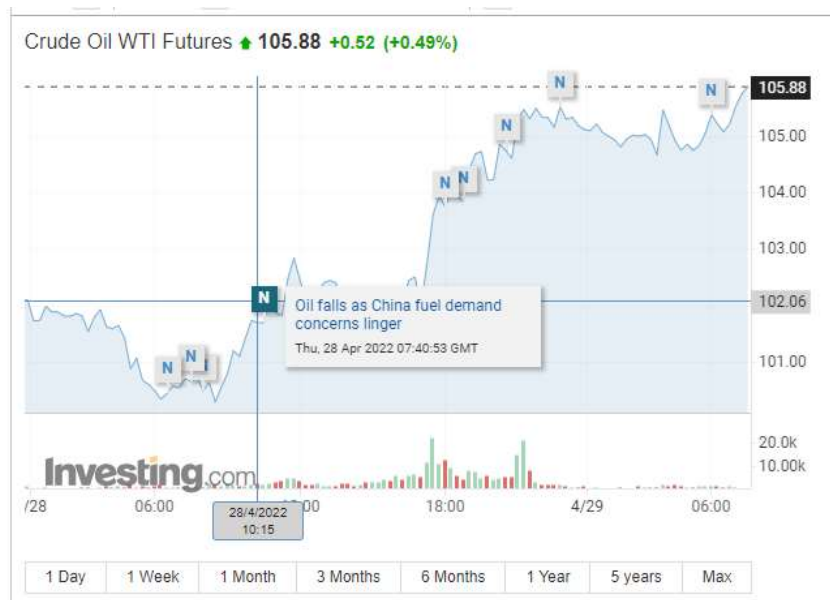 Crude Oil WTI Futures 105.88 +0.52 (+0.49%)
N
N
105.88
N
105.00
N
N
104.00
103.00
N
Oil falls as China fuel demand
concerns linger
Thu, 28 Apr 2022 07:40:53 GMT
102.06
N
N
101.00
20.0k
10.00k
Investing.com
/28
06:00
28/4/2022
10:15
18:00
4/29
06:00
1 Day
1 Week
1 Month
3 Months
6 Months
1 Year
5 years
Max